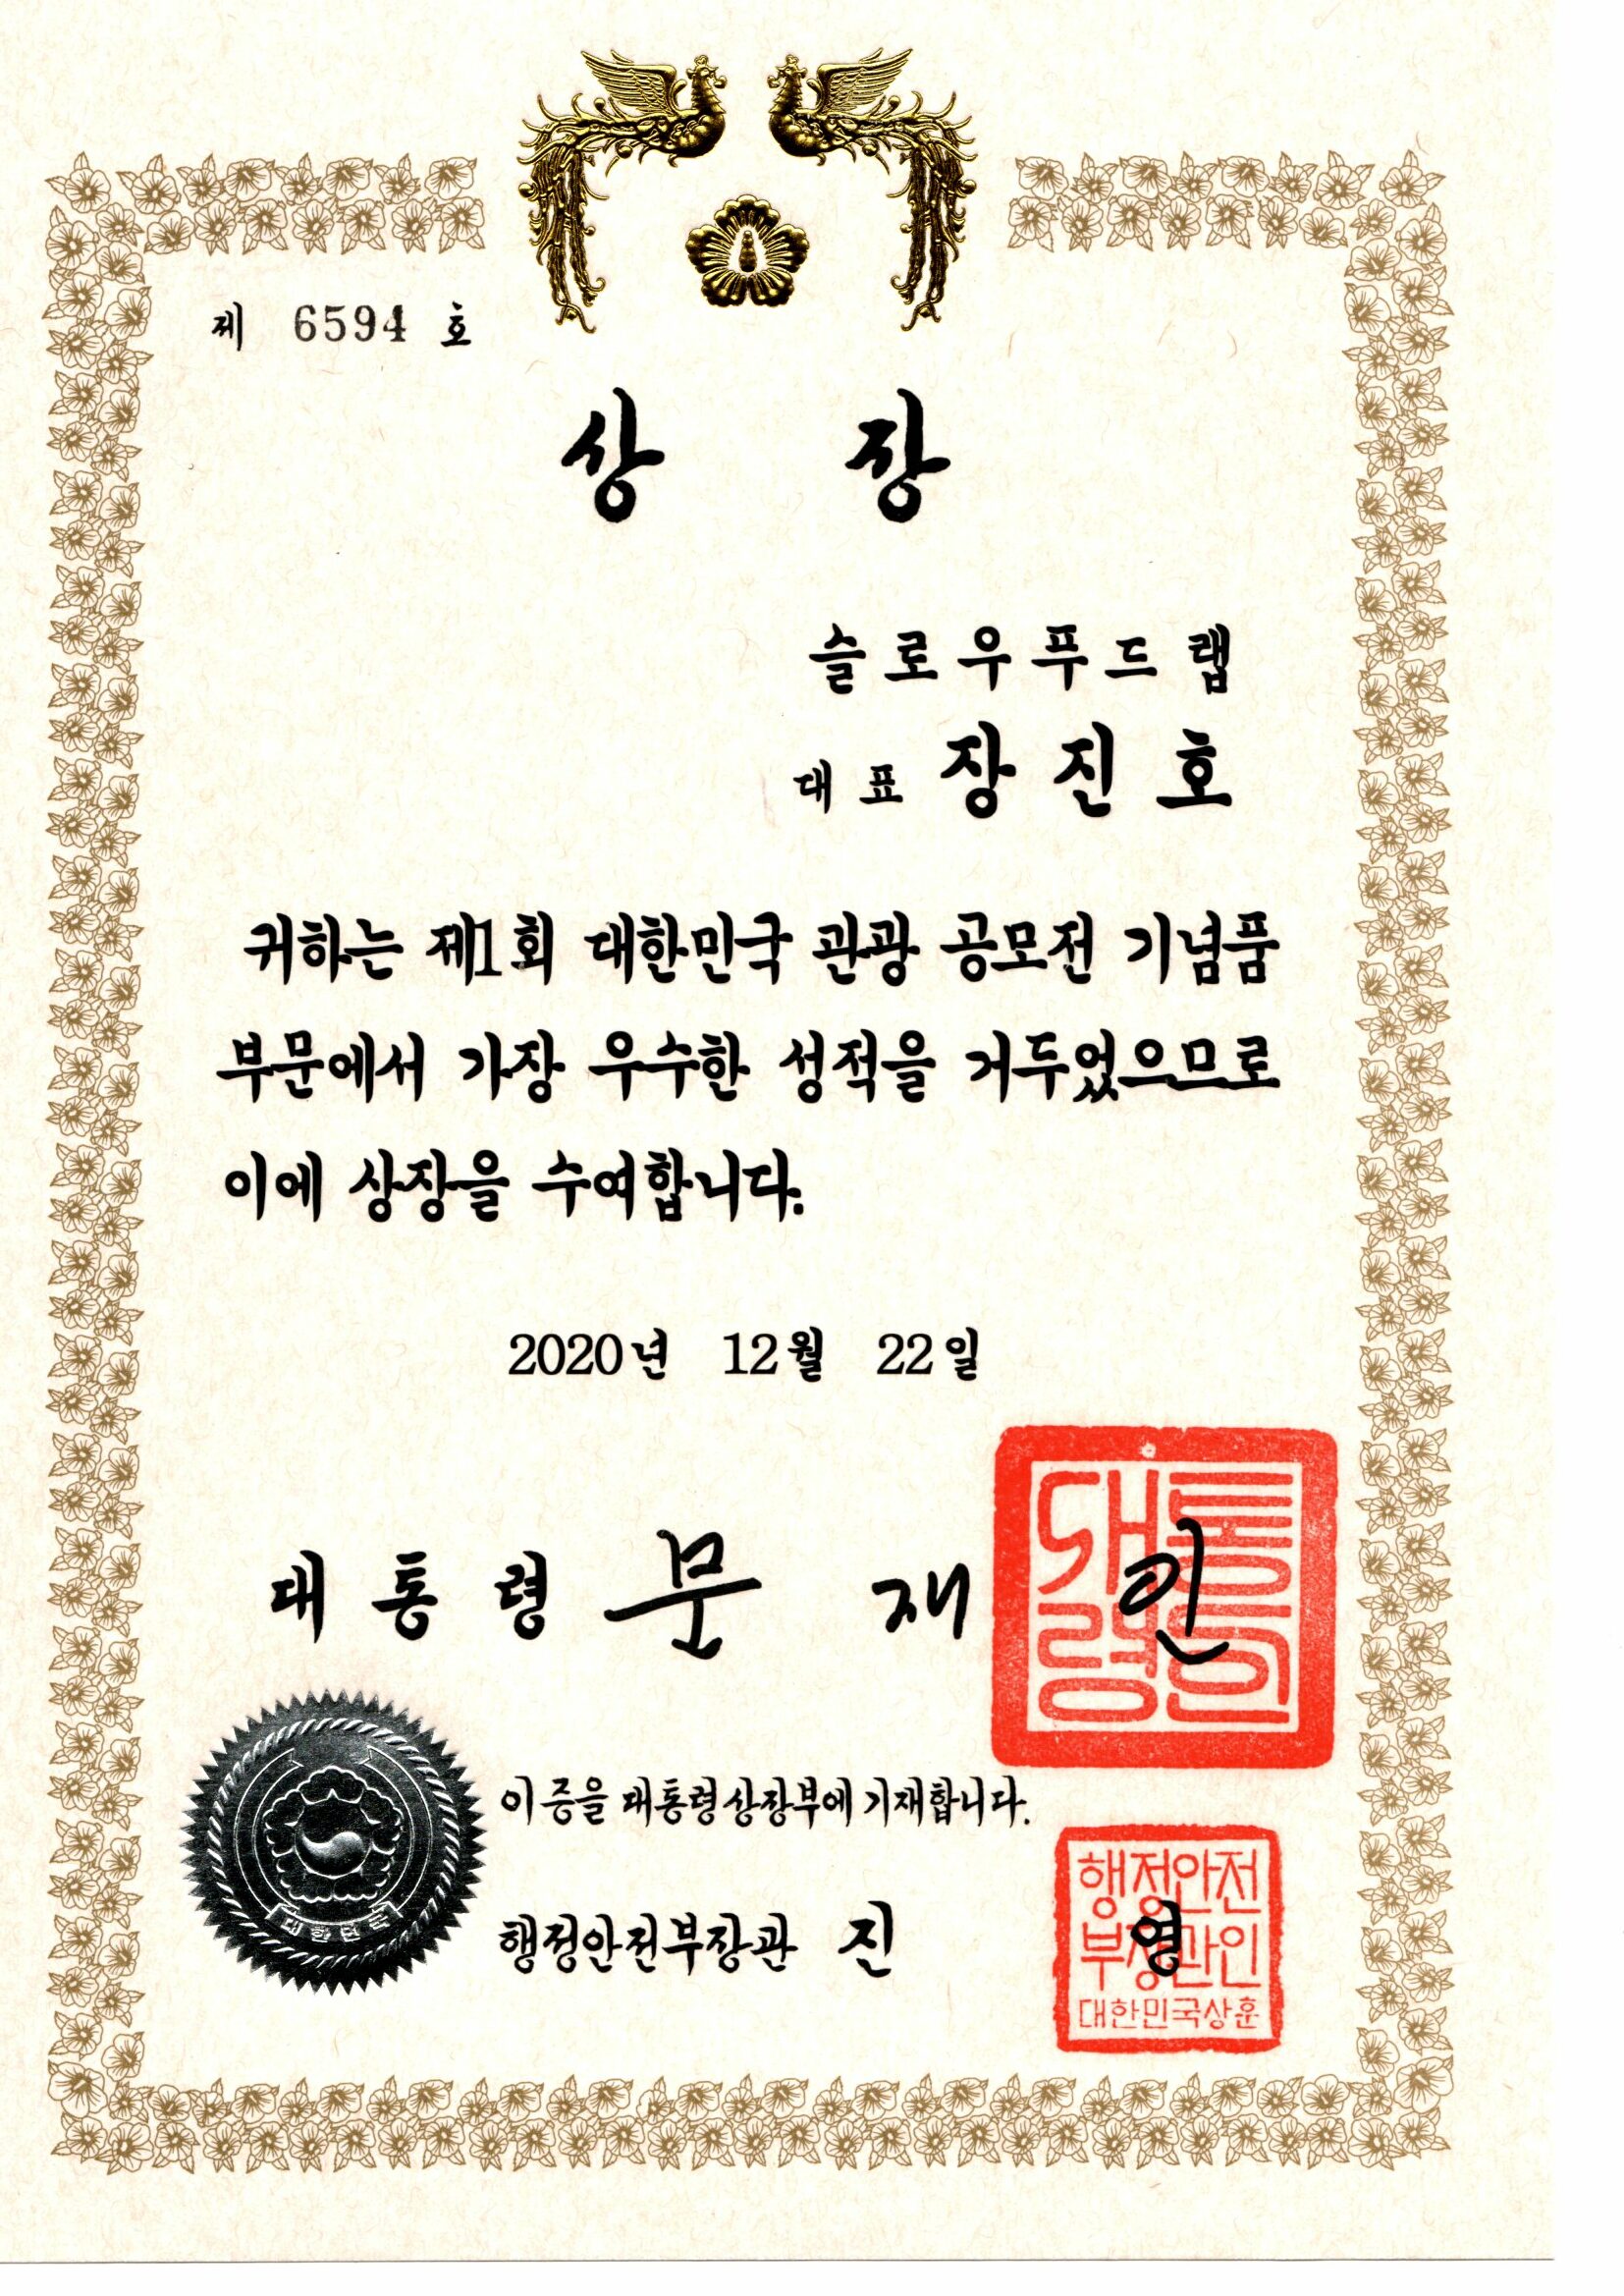 제 6594 호
상 장
슬로우푸드랩
대표 장진호
귀하는 제1회 대한민국 관광 공모전 기념품
부문에서 가장 우수한 성적을 거두었으므로
이에 상장을 수여합니다.
2020년 12월 22일
대통령 문재인
대통령인
이 증을 대통령상장부에 기재합니다.
행정안전부장관 진영
행정안전
부장관인
대한민국상훈
대한민국